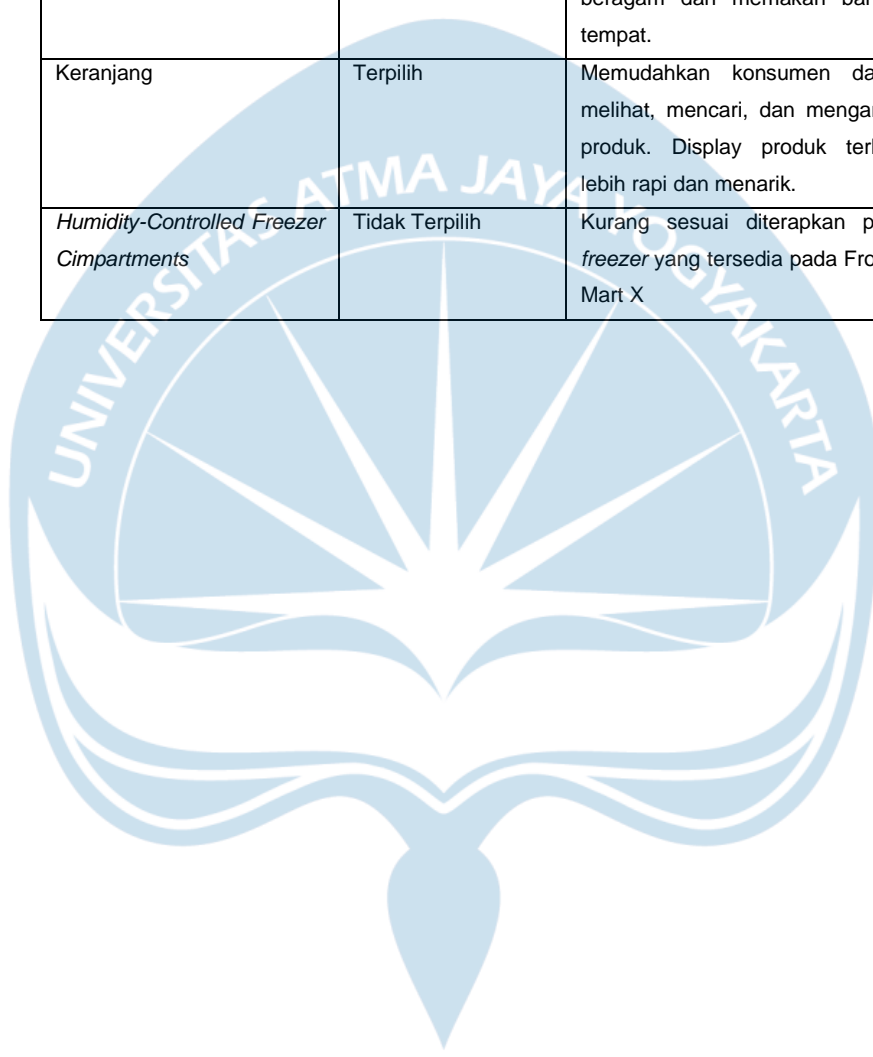 beragam dan memakan
tempat.
Keranjang Terpilih Memudahkan konsumen
melihat, mencari, dan
produk. Display produk
lebih rapi dan menarik.
Humidity-Controlled Freezer Tidak Terpilih Kurang sesuai diterapkan
Cimpartments freezer yang tersedia pada
Mart X
UNIVERSITAS ATMA JAYA YOGYAKARTA